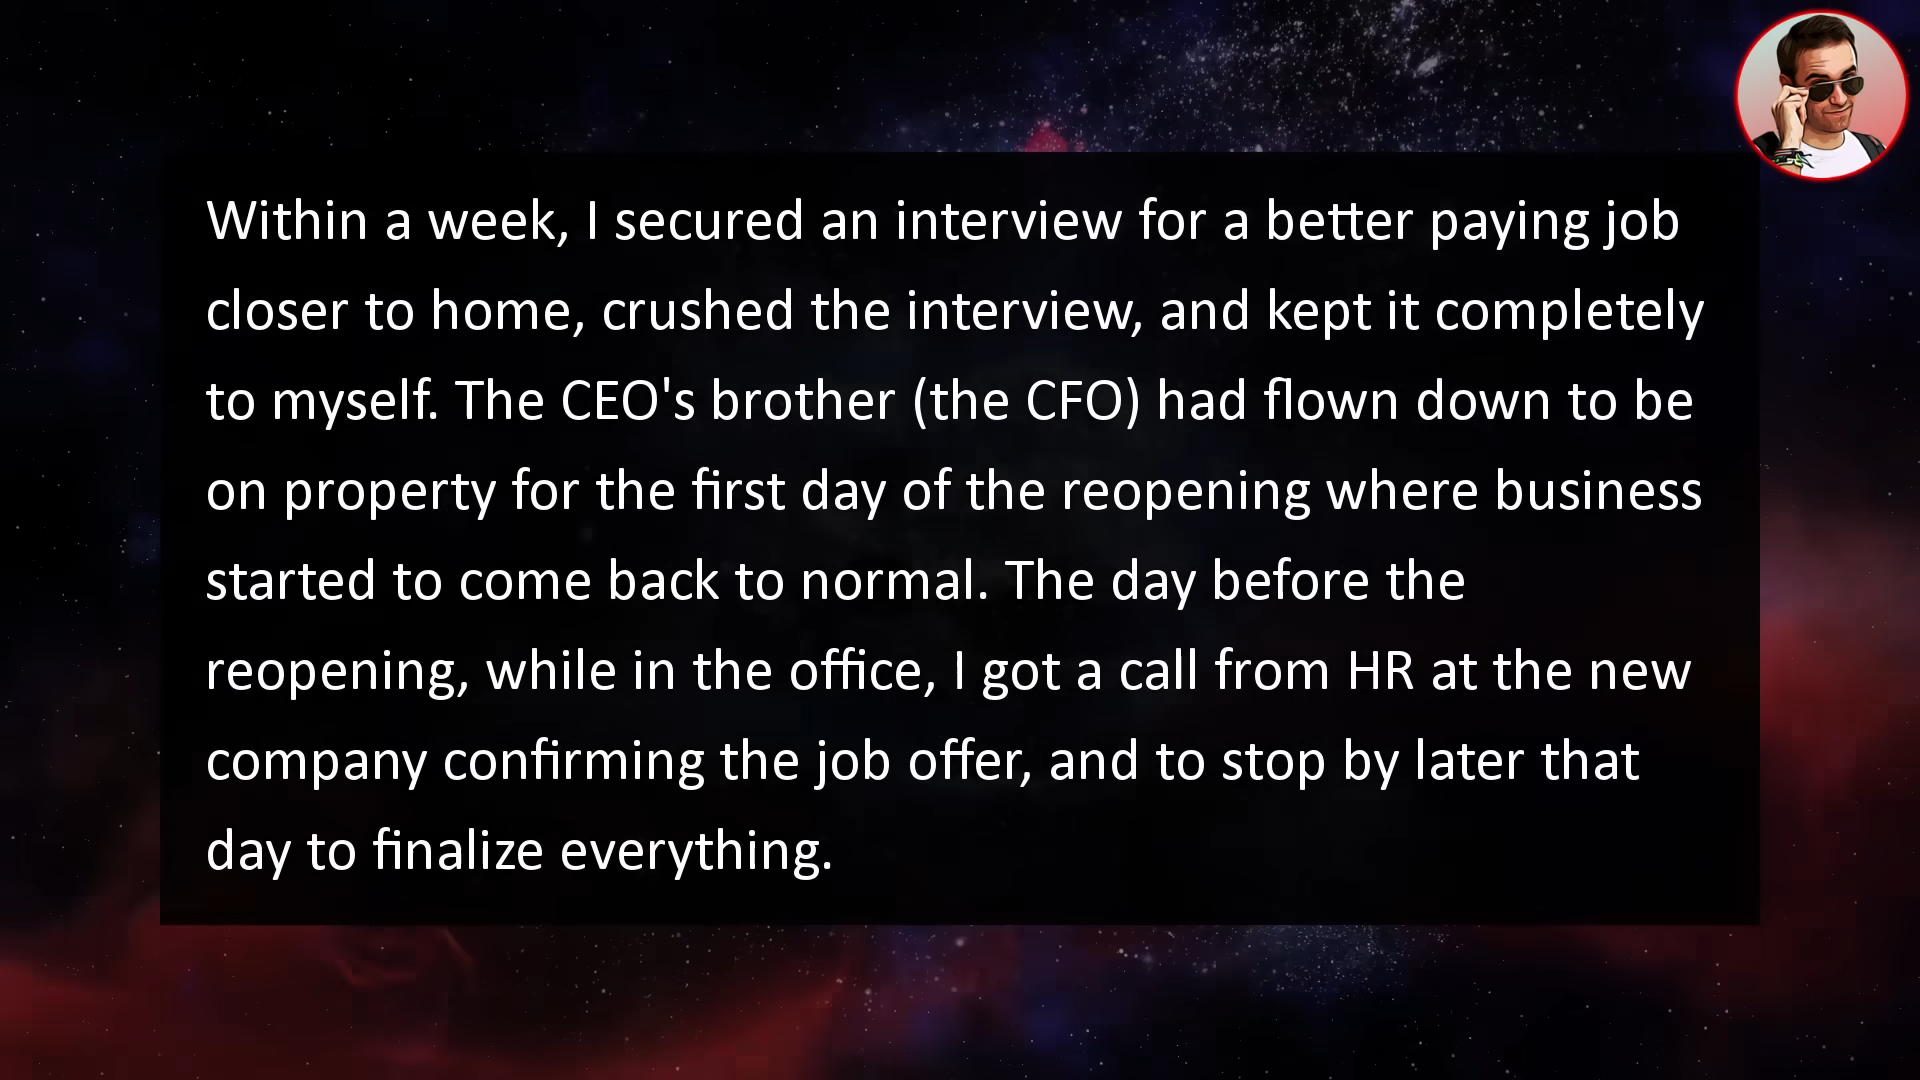 Within a week, I secured an interview for a better paying job
closer to home, crushed the interview, and kept it completely
to myself. The CEO's brother (the CFO) had flown down to be
on property for the first day of the reopening where business
started to come back to normal. The day before the
reopening, while in the office, I got a call from HR at the new
company confirming the job offer, and to stop by later that
day to finalize everything.